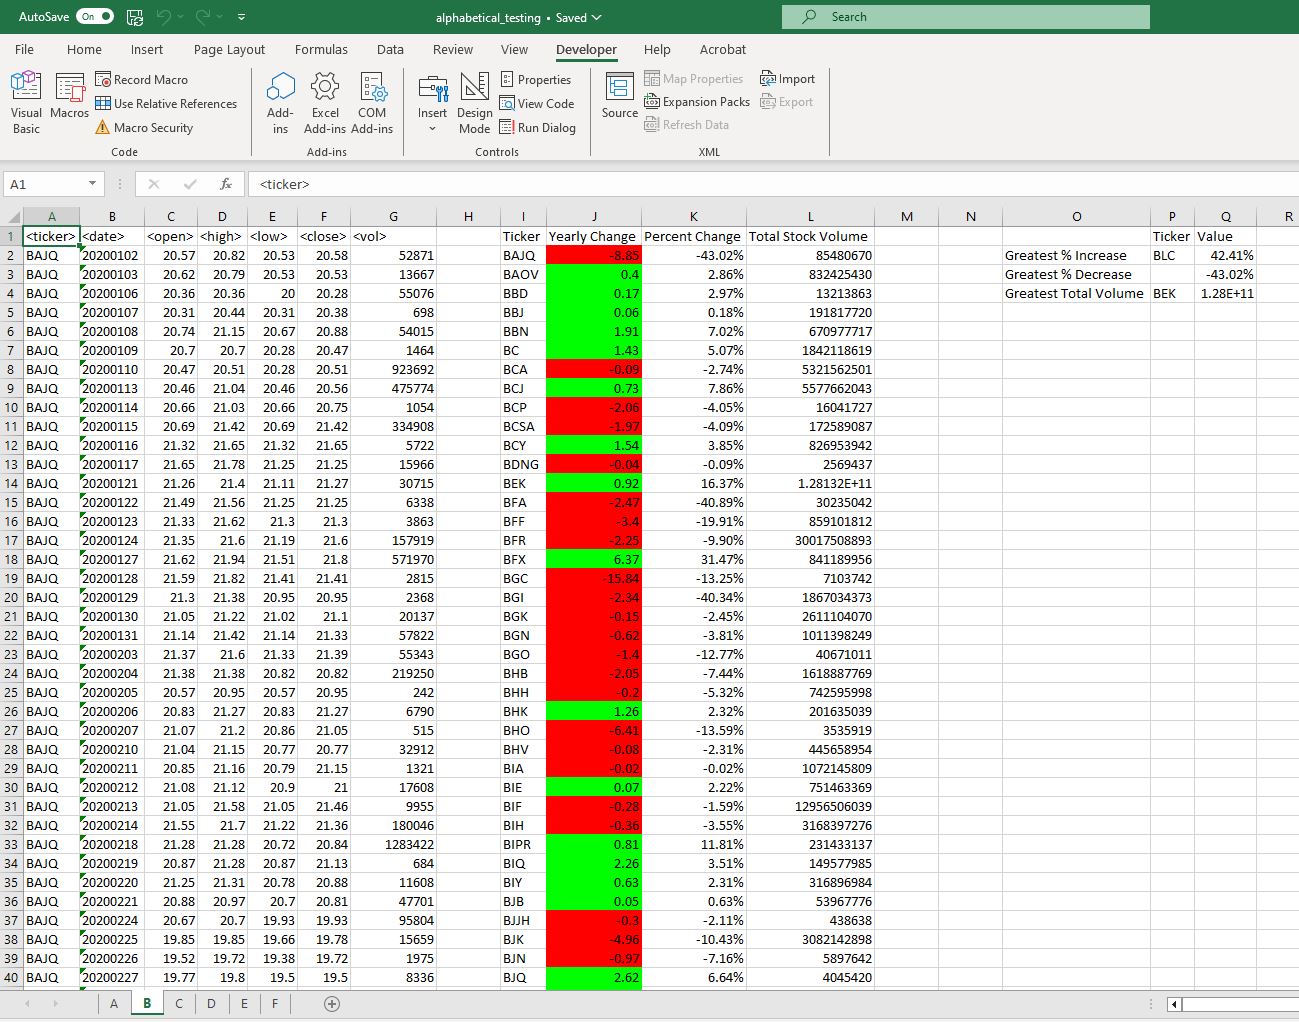 AutoSave On alphabetical_testing • Saved Search
File Home Insert Page Layout Formulas Data Review View Developer Help Acrobat
Visual Basic Macros Record Macro Use Relative References Macro Security Code
Add-ins Excel Add-ins COM Add-ins Add-ins
Insert Design Mode Properties View Code Run Dialog Controls
Source Map Properties Expansion Packs Refresh Data Import Export XML
A1 fx <ticker>
A B C D E F G H I J K L M N O P Q R
1 <ticker> <date> <open> <high> <low> <close> <vol> Ticker Yearly Change Percent Change Total Stock Volume Ticker Value
2 BAJQ 20200102 20.57 20.82 20.53 20.58 52871 BAJQ -8.85 -43.02% 85480670 Greatest % Increase BLC 42.41%
3 BAJQ 20200103 20.62 20.79 20.53 20.53 13667 BAOV 0.4 2.86% 832425430 Greatest % Decrease -43.02%
4 BAJQ 20200106 20.36 20.36 20 20.28 55076 BBD 0.17 2.97% 13213863 Greatest Total Volume BEK 1.28E+11
5 BAJQ 20200107 20.31 20.44 20.31 20.38 698 BBJ 0.06 0.18% 191817720
6 BAJQ 20200108 20.74 21.15 20.67 20.88 54015 BBN 1.91 7.02% 670977717
7 BAJQ 20200109 20.7 20.7 20.28 20.47 1464 BC 1.43 5.07% 1842118619
8 BAJQ 20200110 20.47 20.51 20.28 20.51 923692 BCA -0.09 -2.74% 5321562501
9 BAJQ 20200113 20.46 21.04 20.46 20.56 475774 BCJ 0.73 7.86% 5577662043
10 BAJQ 20200114 20.66 21.03 20.66 20.75 1054 BCP -2.06 -4.05% 16041727
11 BAJQ 20200115 20.69 21.42 20.69 21.42 334908 BCSA -1.97 -4.09% 172589087
12 BAJQ 20200116 21.32 21.65 21.32 21.65 5722 BCY 1.54 3.85% 826953942
13 BAJQ 20200117 21.65 21.78 21.25 21.25 15966 BDNG -0.04 -0.09% 2569437
14 BAJQ 20200121 21.26 21.4 21.11 21.27 30715 BEK 0.92 16.37% 1.28132E+11
15 BAJQ 20200122 21.49 21.56 21.25 21.25 6338 BFA -2.47 -40.89% 30235042
16 BAJQ 20200123 21.33 21.62 21.3 21.3 3863 BFF -3.4 -19.91% 859101812
17 BAJQ 20200124 21.35 21.6 21.19 21.6 157919 BFR -2.25 -9.90% 30017508893
18 BAJQ 20200127 21.62 21.94 21.51 21.8 571970 BFX 6.37 31.47% 841189956
19 BAJQ 20200128 21.59 21.82 21.41 21.41 2815 BGC -15.84 -13.25% 7103742
20 BAJQ 20200129 21.3 21.38 20.95 20.95 2368 BGI -2.34 -40.34% 1867034373
21 BAJQ 20200130 21.05 21.22 21.02 21.1 20137 BGK -0.15 -2.45% 2611104070
22 BAJQ 20200131 21.14 21.42 21.14 21.33 57822 BGN -0.62 -3.81% 1011398249
23 BAJQ 20200203 21.37 21.6 21.33 21.39 55343 BGO -1.4 -12.77% 40671011
24 BAJQ 20200204 21.38 21.38 20.82 20.82 219250 BHB -2.05 -7.44% 1618887769
25 BAJQ 20200205 20.57 20.95 20.57 20.95 242 BHH -0.2 -5.32% 742595998
26 BAJQ 20200206 20.83 21.27 20.83 21.27 6790 BHK 1.26 2.32% 201635039
27 BAJQ 20200207 21.07 21.2 20.86 21.05 515 BHO -6.41 -13.59% 3535919
28 BAJQ 20200210 21.04 21.15 20.77 20.77 32912 BHV -0.08 -2.31% 445658954
29 BAJQ 20200211 20.85 21.16 20.79 21.15 1321 BIA -0.02 -0.02% 1072145809
30 BAJQ 20200212 21.08 21.12 20.9 21 17608 BIE 0.07 2.22% 751463369
31 BAJQ 20200213 21.05 21.58 21.05 21.46 9955 BIF -0.28 -1.59% 12956506039
32 BAJQ 20200214 21.55 21.7 21.22 21.36 180046 BIH -0.36 -3.55% 3168397276
33 BAJQ 20200218 21.28 21.28 20.72 20.84 1283422 BIPR 0.81 11.81% 231433137
34 BAJQ 20200219 20.87 21.28 20.87 21.13 684 BIQ 2.26 3.51% 149577985
35 BAJQ 20200220 21.25 21.31 20.78 20.88 11608 BIY 0.63 2.31% 316896984
36 BAJQ 20200221 20.88 20.97 20.7 20.81 47701 BJB 0.05 0.63% 53967776
37 BAJQ 20200224 20.67 20.7 19.93 19.93 95804 BJJH -0.3 -2.11% 438638
38 BAJQ 20200225 19.85 19.85 19.66 19.78 15659 BJK -4.96 -10.43% 3082142898
39 BAJQ 20200226 19.52 19.72 19.38 19.72 1975 BJN -0.97 -7.16% 5897642
40 BAJQ 20200227 19.77 19.8 19.5 19.5 8336 BJQ 2.62 6.64% 4045420
A B C D E F